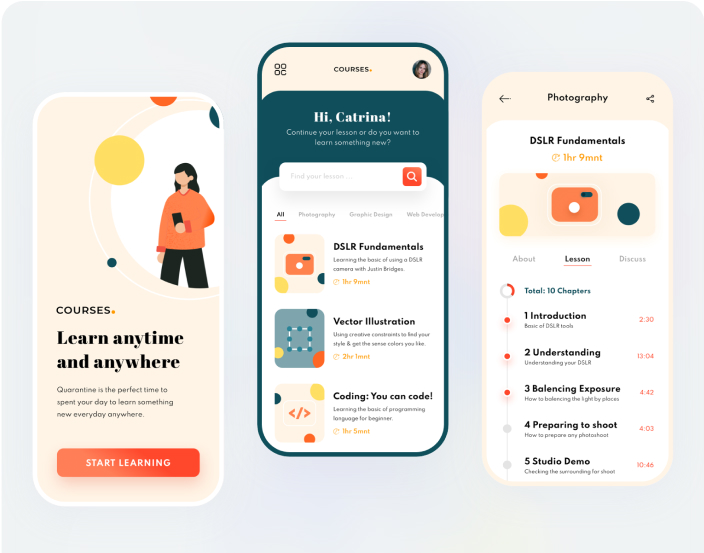 COURSES.
Learn anytime
and anywhere
Quarantine is the perfect time to
spent your day to learn something
new everyday anywhere.
START LEARNING
COURSES.
Hi, Catrina!
Continue your lesson or do you want to
learn something new?
Find your lesson ...
All Photography Graphic Design Web Develop
DSLR Fundamentals
Learning the basic of using a DSLR
camera with Justin Bridges.
1hr 9mnt
Vector Illustration
Using creative constraints to find your
style & get the sense colors you like.
2hr 1mnt
</>
Coding: You can code!
Learning the basic of programming
language for beginner.
1hr 5mnt
Photography
DSLR Fundamentals
1hr 9mnt
About Lesson Discuss
Total: 10 Chapters
1 Introduction 2:30
Basic of DSLR tools
2 Understanding 13:04
Understanding your DSLR
3 Balencing Exposure 4:42
How to balencing the light by places
4 Preparing to shoot 4:03
How to prepare any photoshoot
5 Studio Demo 10:46
Checking the surrounding for shoot